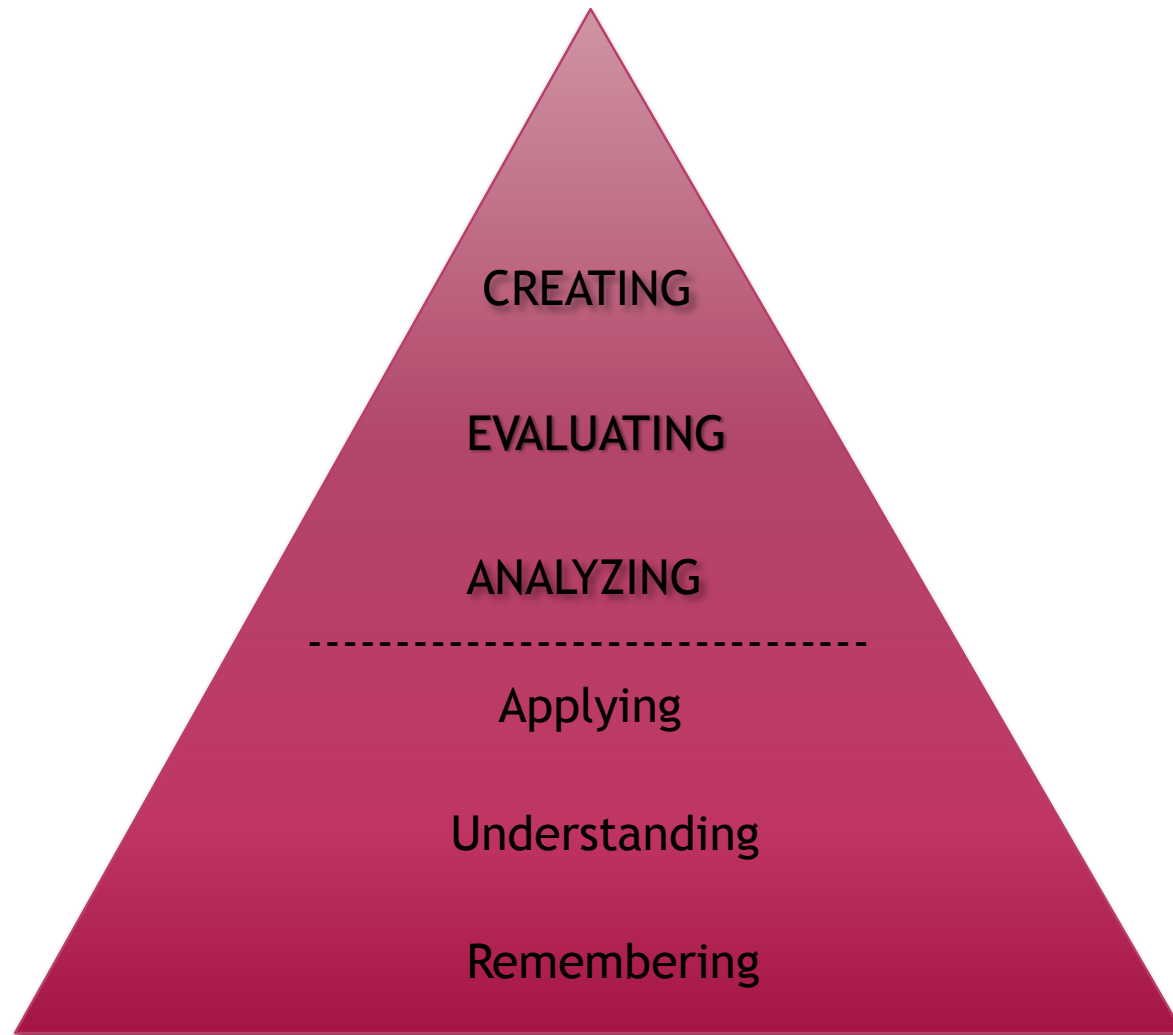 CREATING
EVALUATING
ANALYZING
-------------------------------
Applying
Understanding
Remembering